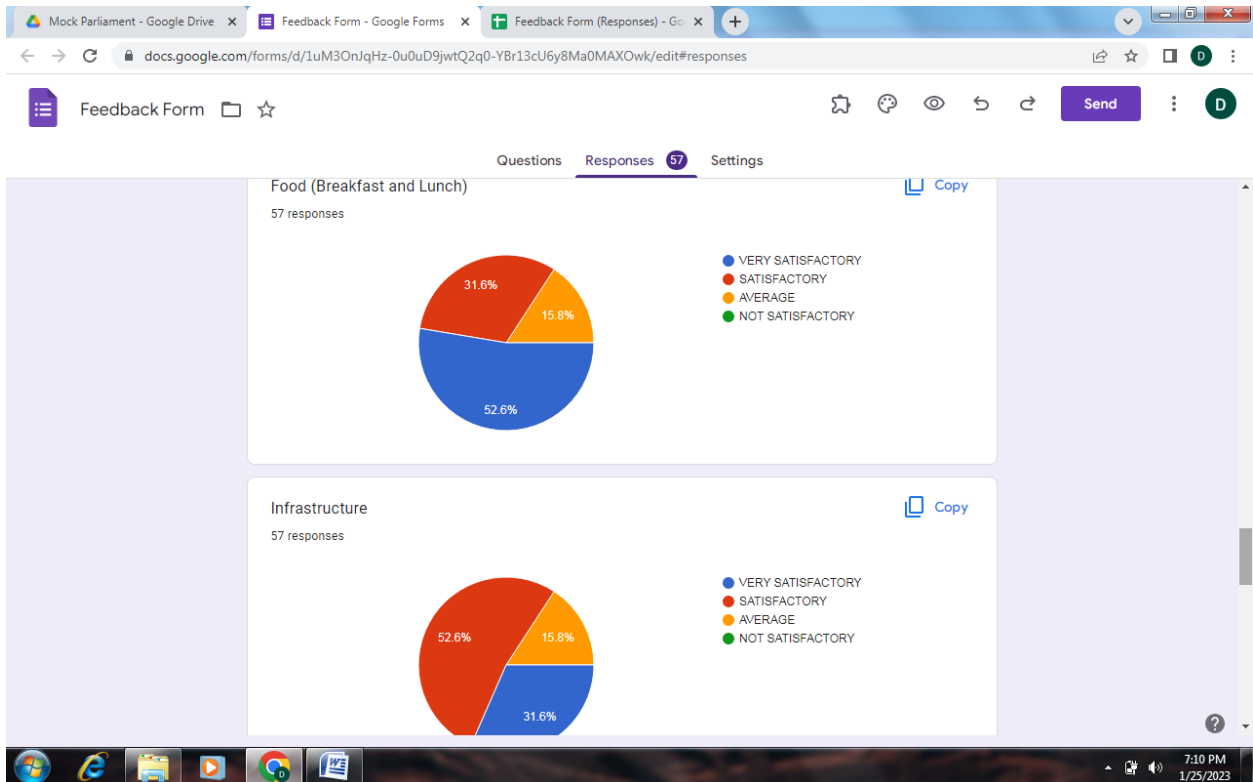 Mock Parliament - Google Drive
Feedback Form - Google Forms
Feedback Form (Responses) - Go
docs.google.com/forms/d/1uM3OnJqHz-0u0uD9jwtQ2q0-YBr13cU6y8Ma0MAXOwk/edit#responses
D
Feedback Form
Send
D
Questions Responses 57 Settings
Food (Breakfast and Lunch)
Copy
57 responses
VERY SATISFACTORY
SATISFACTORY
AVERAGE
NOT SATISFACTORY
31.6%
15.8%
52.6%
Infrastructure
Copy
57 responses
VERY SATISFACTORY
SATISFACTORY
AVERAGE
NOT SATISFACTORY
52.6%
15.8%
31.6%
7:10 PM
1/25/2023